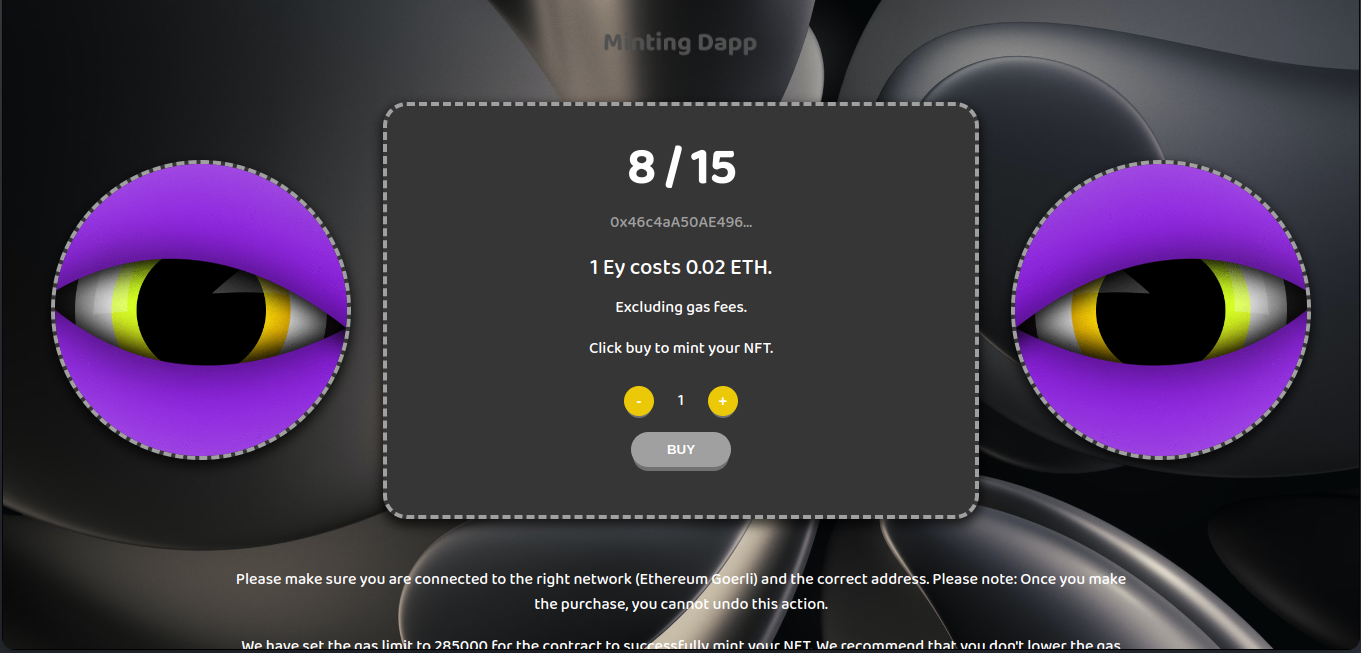 Minting Dapp
8 / 15
0x46c4aA50AE496...
1 Ey costs 0.02 ETH.
Excluding gas fees.
Click buy to mint your NFT.
- 1 +
BUY
Please make sure you are connected to the right network (Ethereum Goerli) and the correct address. Please note: Once you make
the purchase, you cannot undo this action.
We have set the gas limit to 285000 for the contract to successfully mint your NFT. We recommend that you don't lower the gas